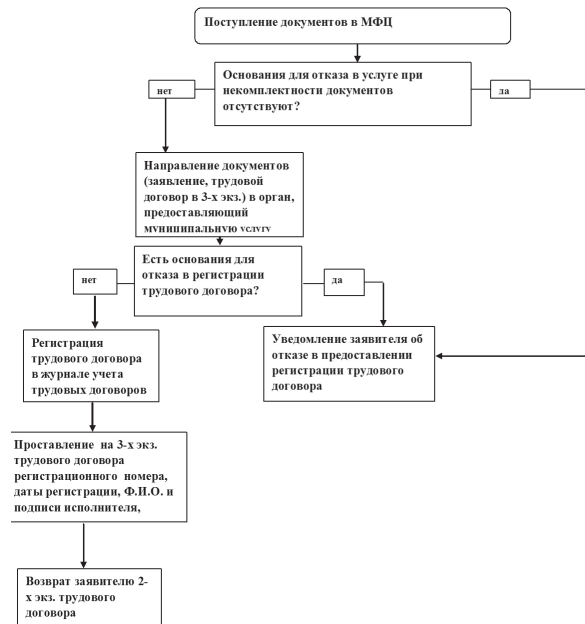 Поступление документов в МФЦ
Основания для отказа в услуге при
некомплектности документов
отсутствуют?
нет
да
Направление документов
(заявление, трудовой
договор в 3-х экз.) в орган,
предоставляющий
муниципальную услугу
Есть основания для
отказа в регистрации
трудового договора?
нет
да
Регистрация
трудового договора
в журнале учета
трудовых договоров
Уведомление заявителя об
отказе в предоставлении
регистрации трудового
договора
Проставление на 3-х экз.
трудового договора
регистрационного номера,
даты регистрации, Ф.И.О. и
подписи исполнителя,
Возврат заявителю 2-
х экз. трудового
договора